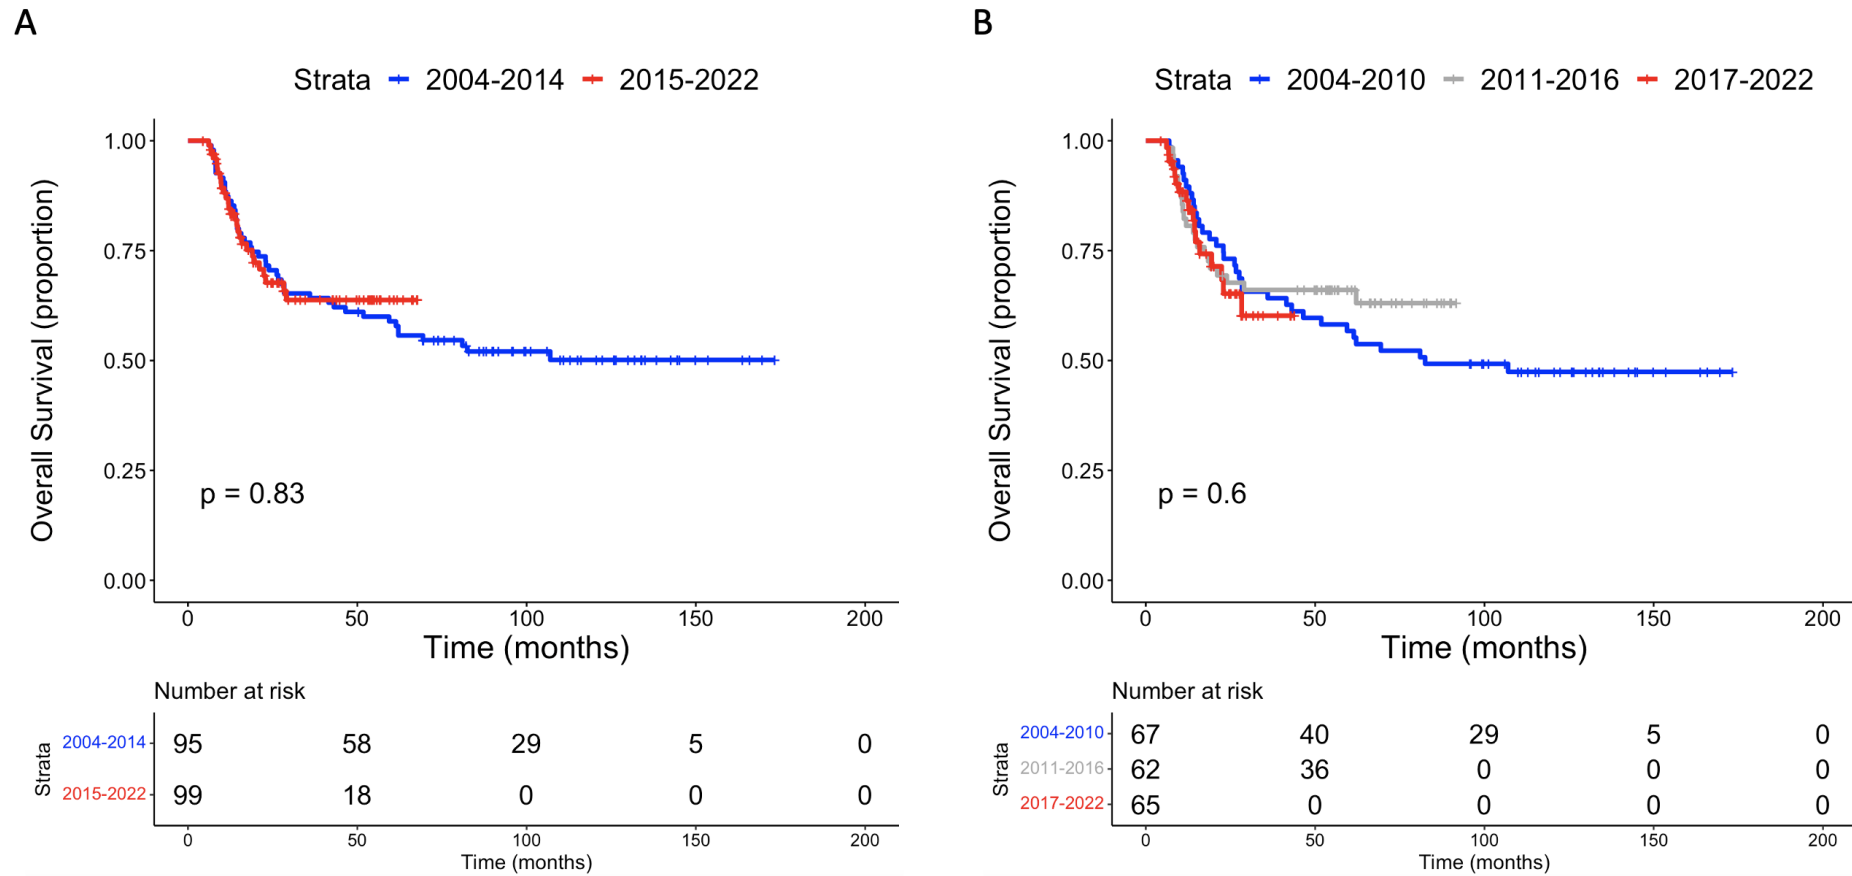 A
Strata 2004-2014 2015-2022
Overall Survival (proportion)
1.00
0.75
0.50
0.25
0.00
p = 0.83
0 50 100 150 200
Time (months)
Number at risk
Strata
2004-2014 95 58 29 5 0
2015-2022 99 18 0 0 0
0 50 100 150 200
Time (months)
B
Strata 2004-2010 2011-2016 2017-2022
Overall Survival (proportion)
1.00
0.75
0.50
0.25
0.00
p = 0.6
0 50 100 150 200
Time (months)
Number at risk
Strata
2004-2010 67 40 29 5 0
2011-2016 62 36 0 0 0
2017-2022 65 0 0 0 0
0 50 100 150 200
Time (months)